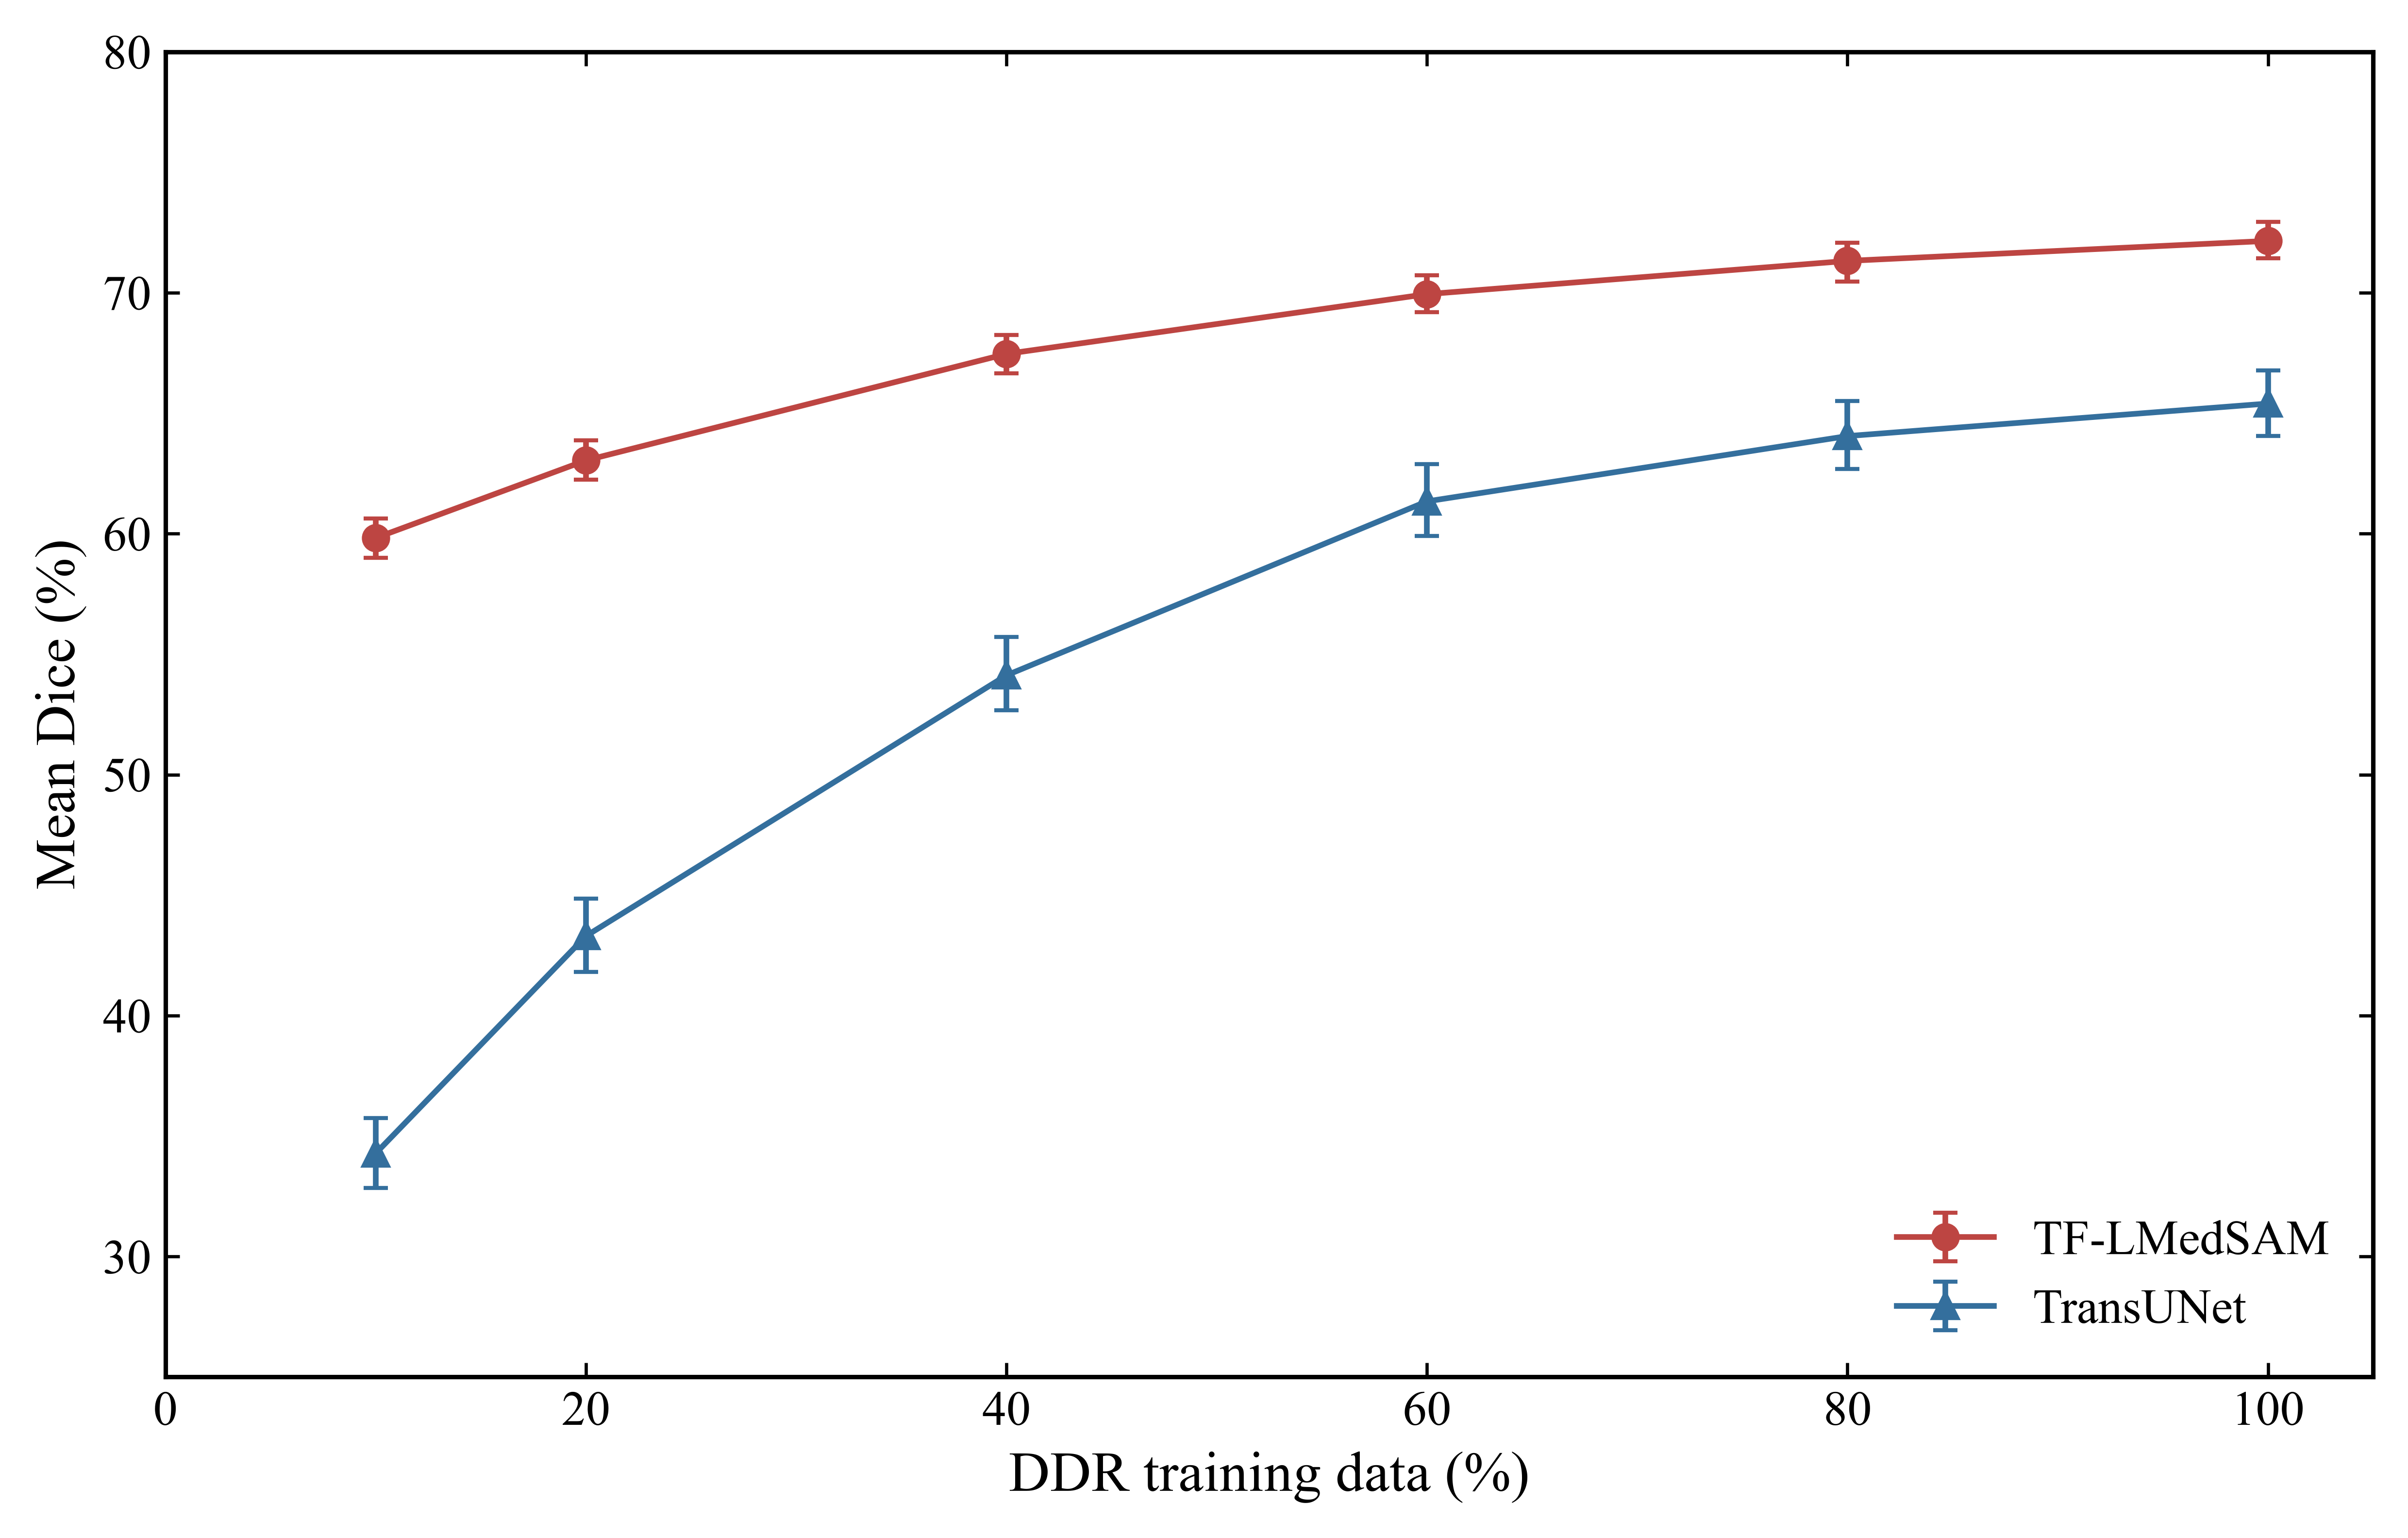 80
70
60
50
40
30
Mean Dice (%)
0 20 40 60 80 100
DDR training data (%)
TF-LMedSAM
TransUNet